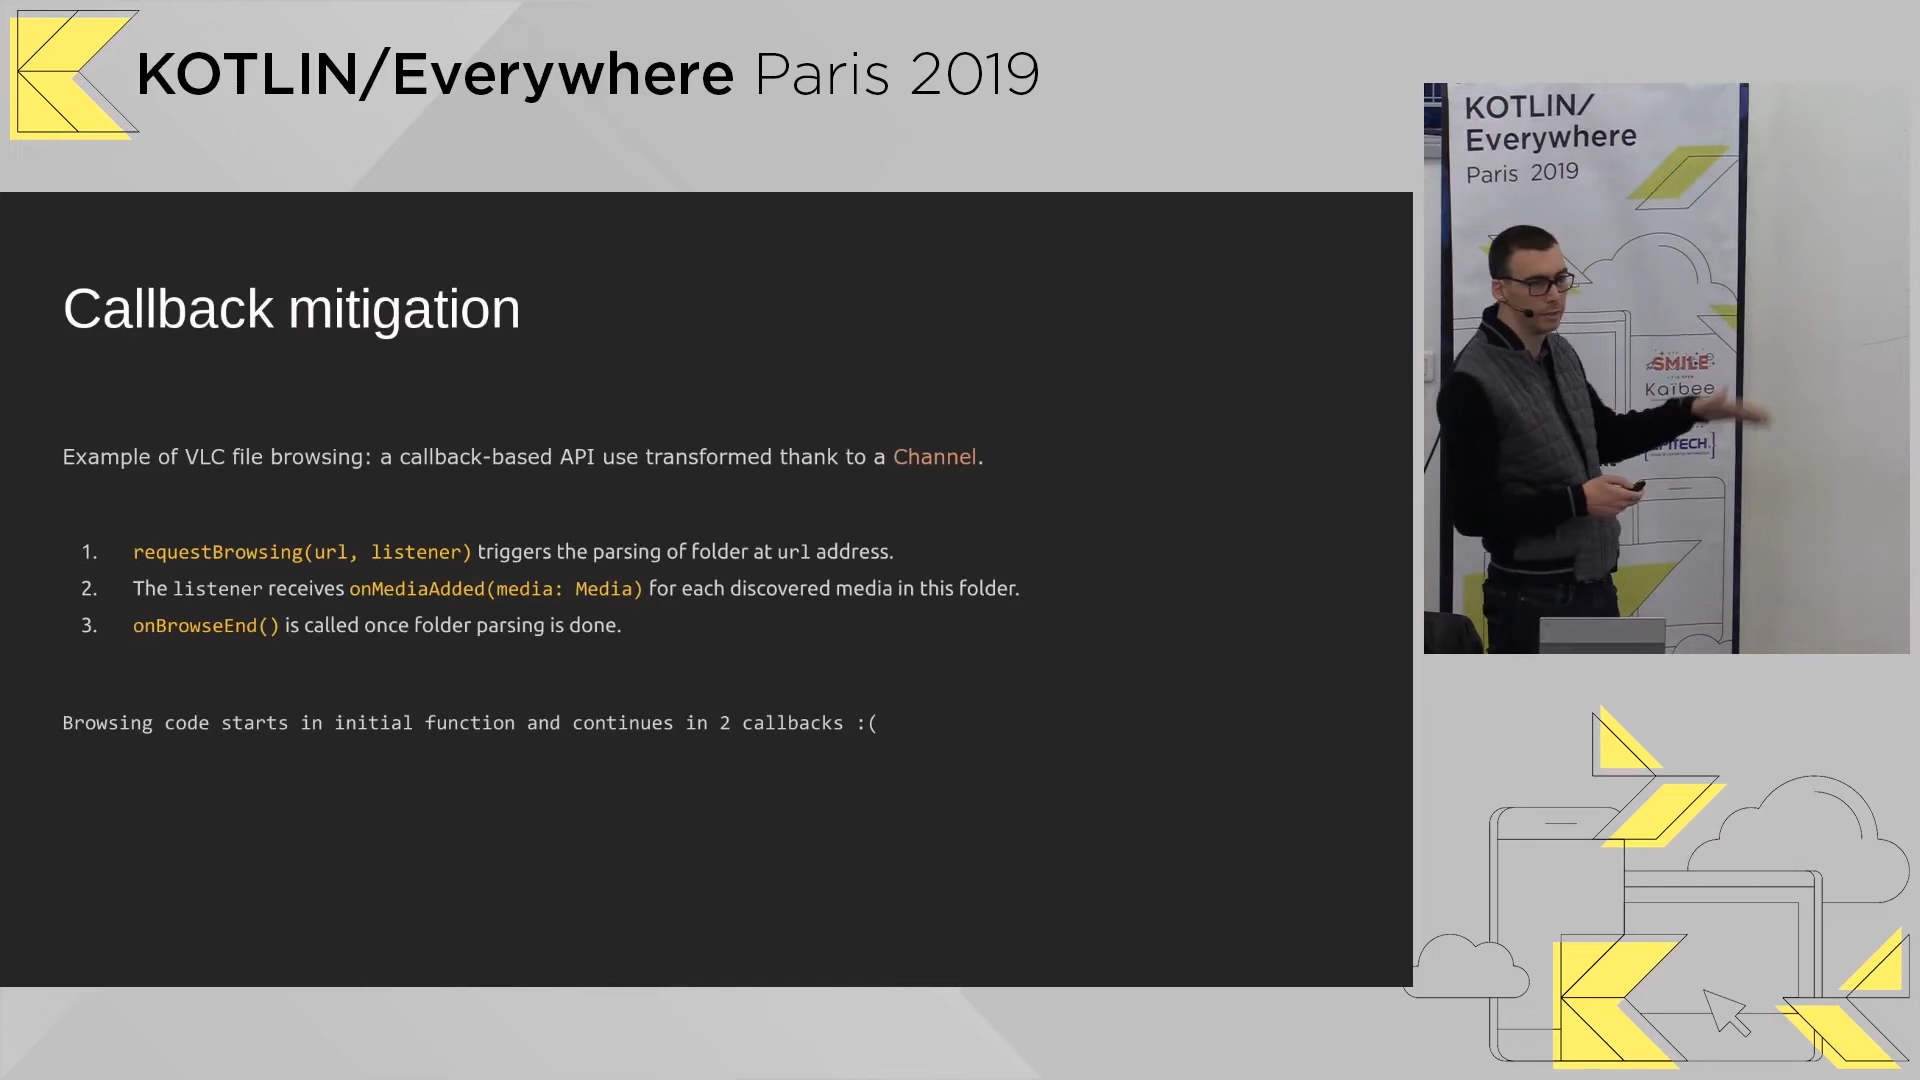 KOTLIN/Everywhere Paris 2019
Callback mitigation
Example of VLC file browsing: a callback-based API use transformed thank to a Channel.
1. requestBrowsing(url, listener) triggers the parsing of folder at url address.
2. The listener receives onMediaAdded(media: Media) for each discovered media in this folder.
3. onBrowseEnd() is called once folder parsing is done.
Browsing code starts in initial function and continues in 2 callbacks :(
KOTLIN/
Everywhere
Paris 2019
SMILE
Kaïbee